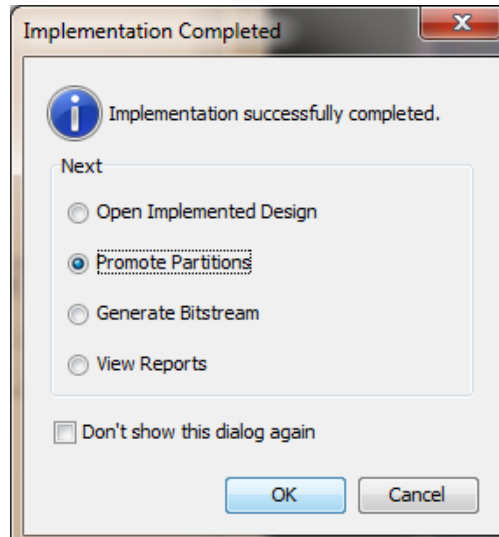 Implementation Completed
Implementation successfully completed.
Next
Open Implemented Design
Promote Partitions
Generate Bitstream
View Reports
Don't show this dialog again
OK
Cancel